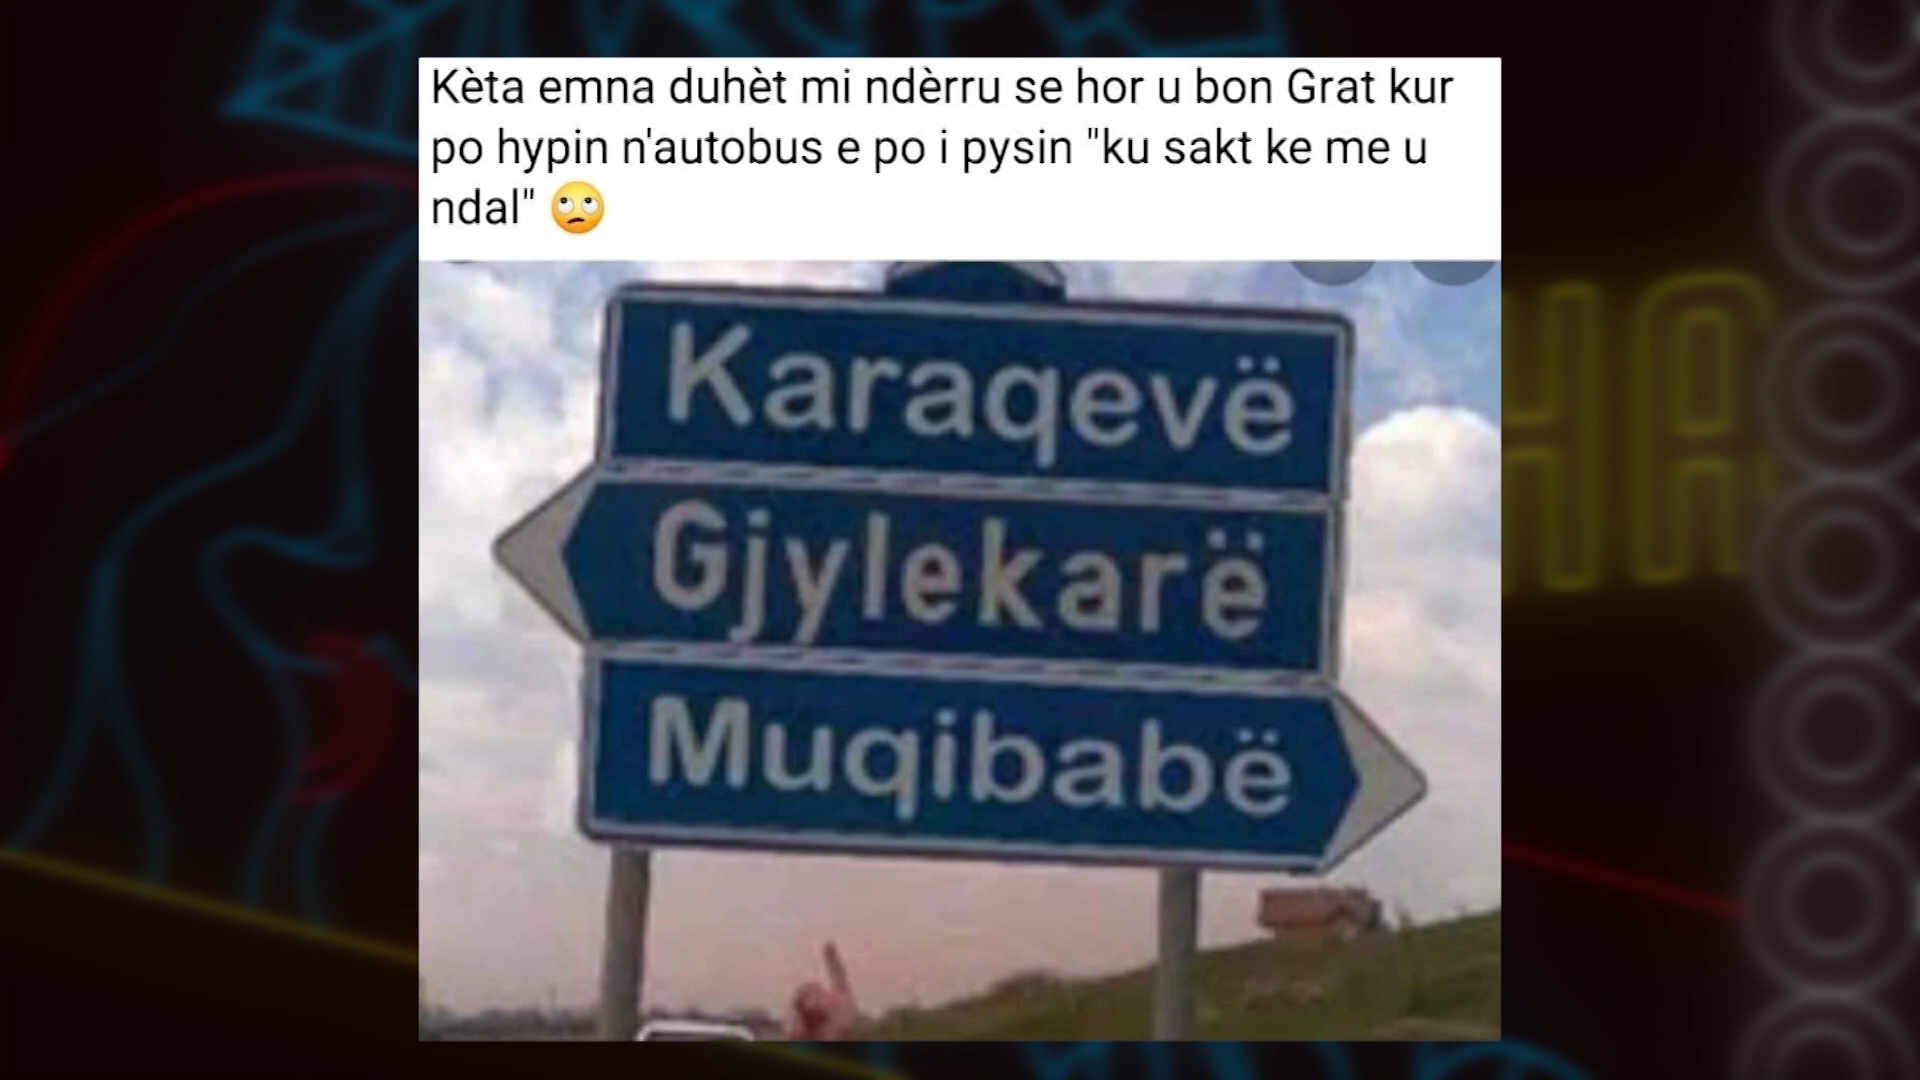 Kèta emna duhèt mi ndèrru se hor u bon Grat kur
po hypin n'autobus e po i pysin "ku sakt ke me u
ndal" 🙄
Karaqevë
Gjylekarë
Muqibabë
HA